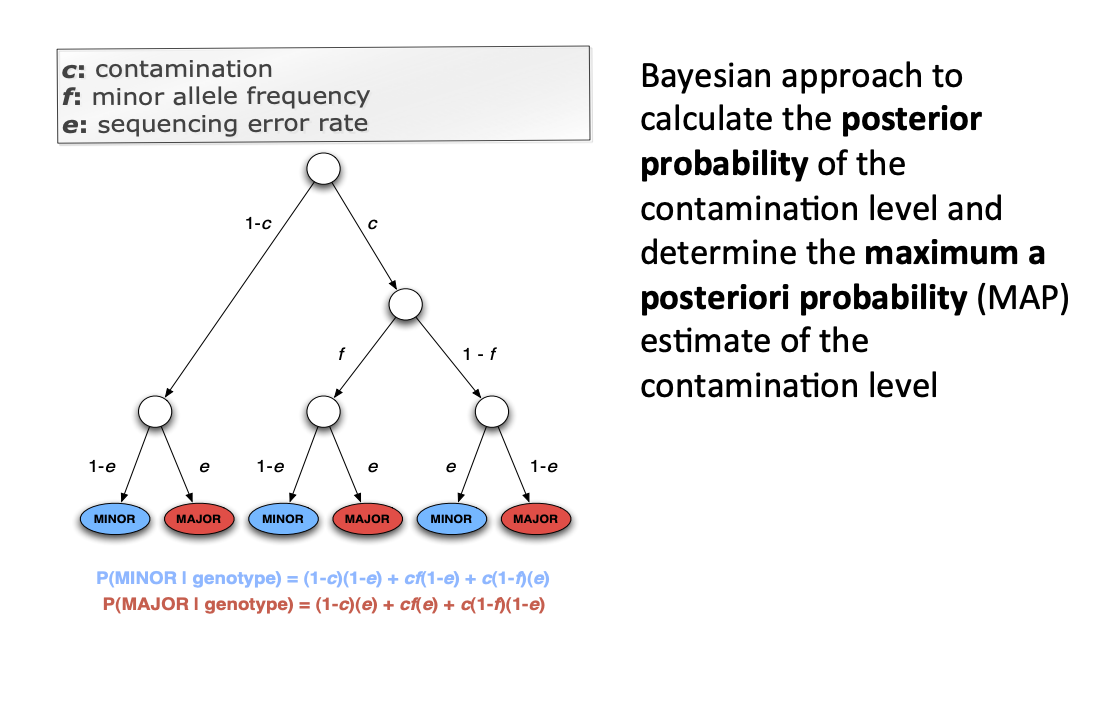 c: contamination
f: minor allele frequency
e: sequencing error rate
1-c
c
f
1 - f
1-e
e
1-e
e
e
1-e
MINOR
MAJOR
MINOR
MAJOR
MINOR
MAJOR
P(MINOR | genotype) = (1-c)(1-e) + cf(1-e) + c(1-f)(e)
P(MAJOR | genotype) = (1-c)(e) + cf(e) + c(1-f)(1-e)
Bayesian approach to
calculate the posterior
probability of the
contamination level and
determine the maximum a
posteriori probability (MAP)
estimate of the
contamination level